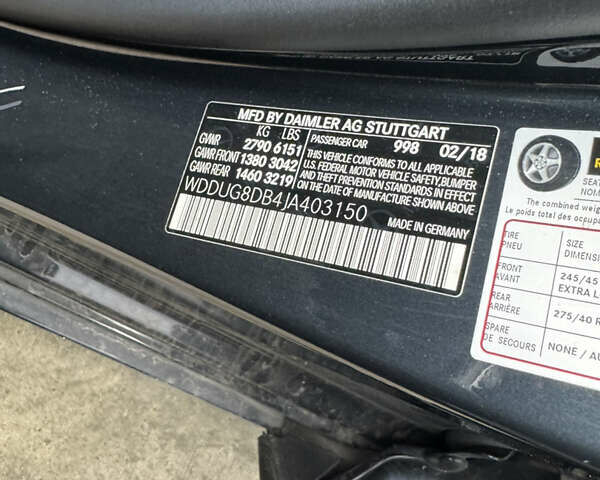 MFD BY DAIMLER AG STUTTGART
KG LBS
GVWR 2790 6151 PASSENGER CAR 998 02/18
GAWR FRONT 1380 3042
GAWR REAR 1460 3219
THIS VEHICLE CONFORMS TO ALL APPLICABLE
U.S. FEDERAL MOTOR VEHICLE SAFETY, BUMPER
AND THEFT PREVENTION STANDARDS IN EFFECT
ON THE DATE OF MANUFACTURE SHOWN ABOVE
WDDUG8DB4JA403150
MADE IN GERMANY
SEAT
The combined weig
Le poids total des occupa
TIRE SIZE
PNEU DIMENSI
FRONT 245/45
AVANT EXTRA L
REAR 275/40 R
ARRIÈRE
SPARE NONE / AU
DE SECOURS